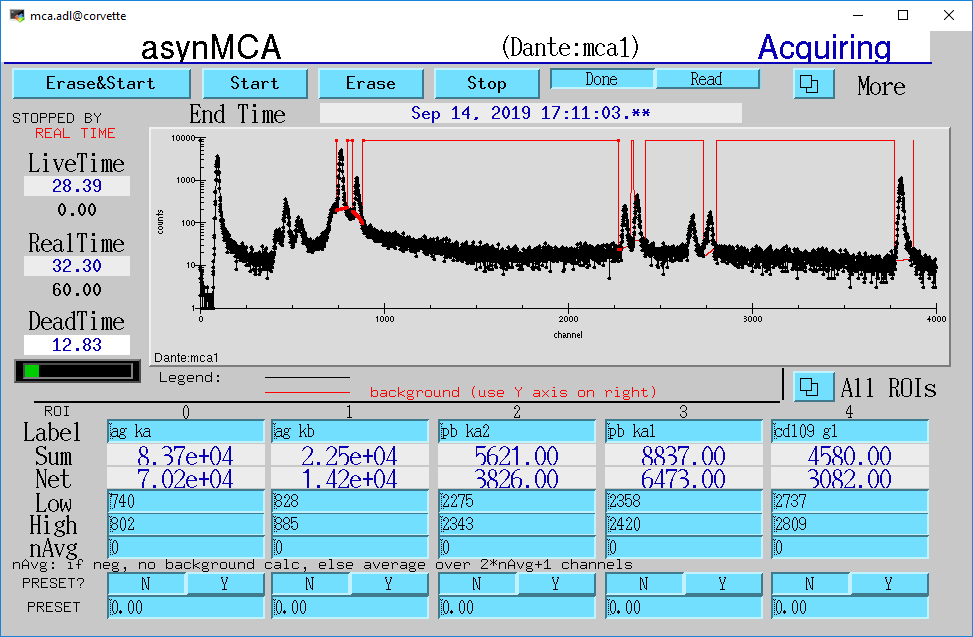 mca.adl@corvette
asynMCA (Dante:mca1) Acquiring
Erase&Start Start Erase Stop Done Read More
STOPPED BY
REAL TIME
End Time Sep 14, 2019 17:11:03.**
LiveTime
28.39
0.00
RealTime
32.30
60.00
DeadTime
12.83
10000
1000
100
10
1
counts
0 1000 2000 3000 4000
channel
Dante:mca1
Legend:
background (use Y axis on right)
All ROIs
ROI 0 1 2 3 4
Label ag ka ag kb pb ka2 pb ka1 cd109 g1
Sum 8.37e+04 2.25e+04 5621.00 8837.00 4580.00
Net 7.02e+04 1.42e+04 3826.00 6473.00 3082.00
Low 740 828 2275 2358 2737
High 802 885 2343 2420 2809
nAvg 0 0 0 0 0
nAvg: if neg, no background calc, else average over 2*nAvg+1 channels
PRESET? N Y N Y N Y N Y N Y
PRESET 0.00 0.00 0.00 0.00 0.00